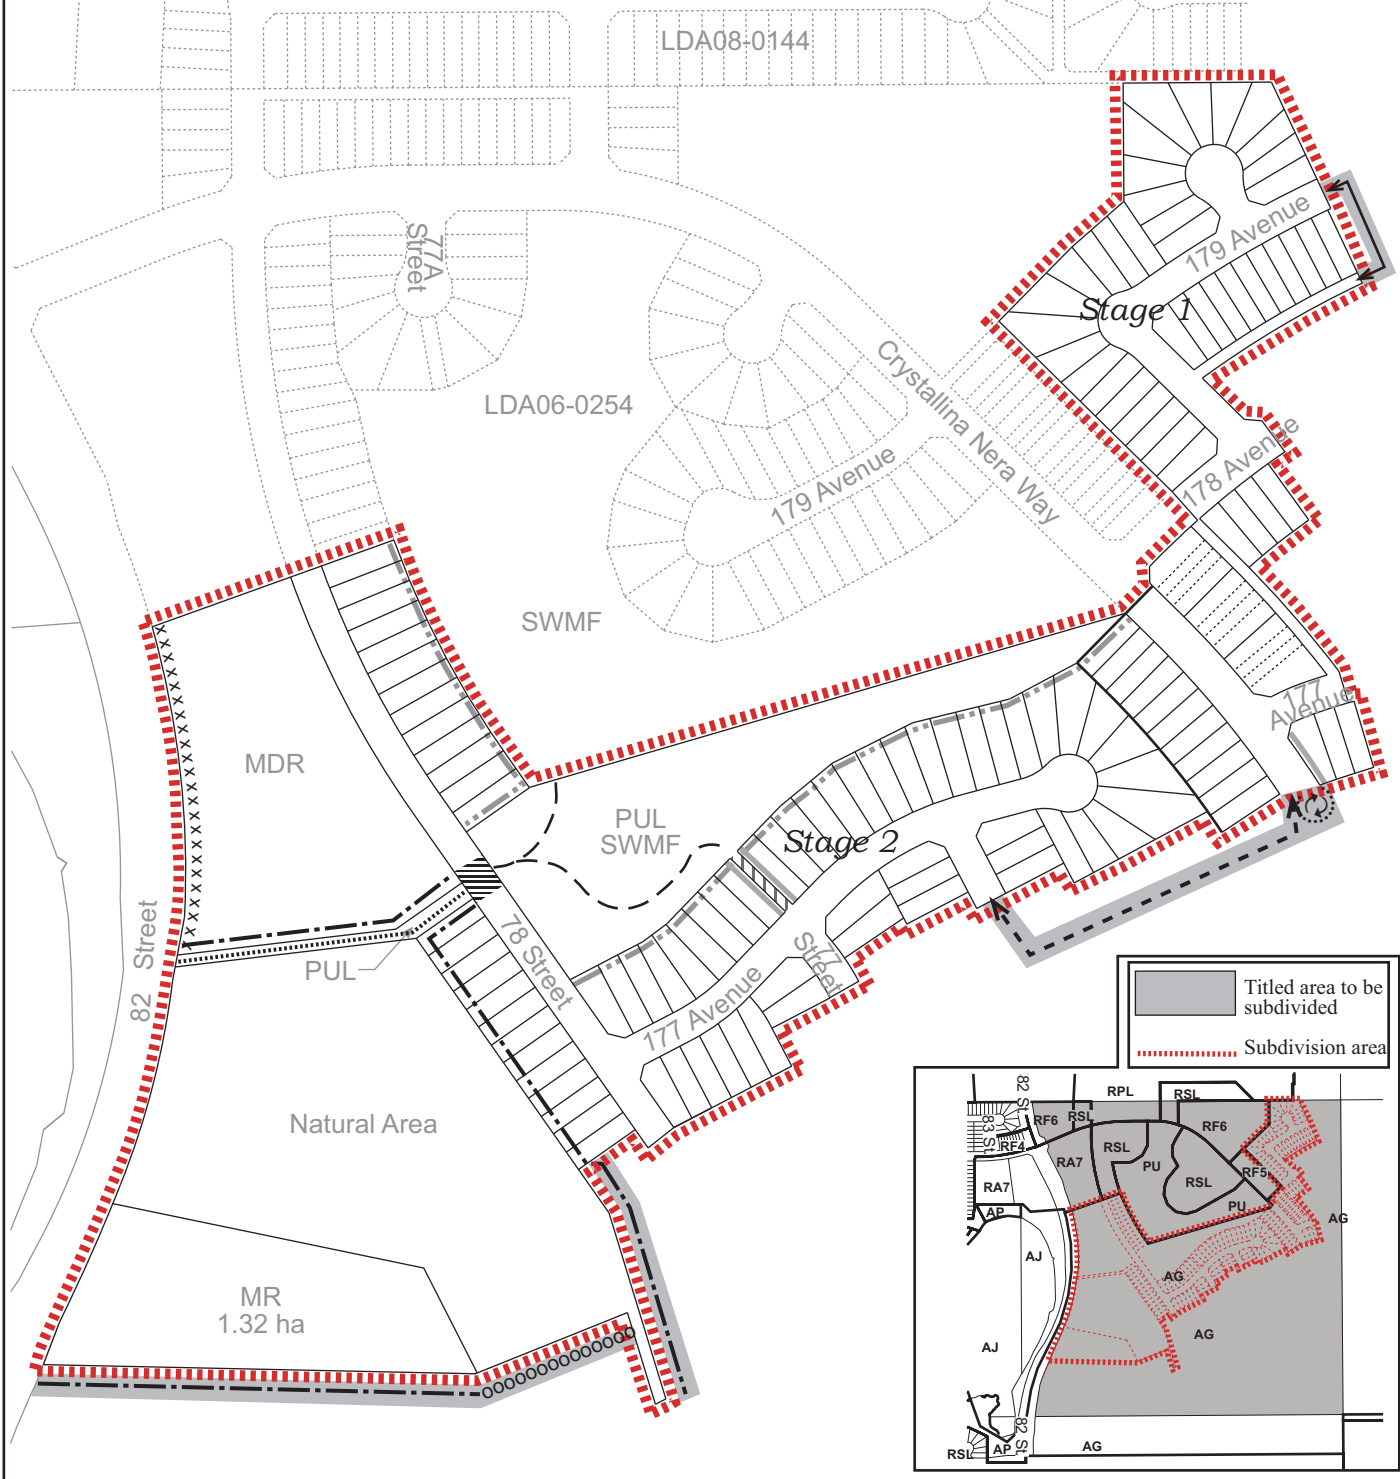 LDA08-0144
77A
Street
179 Avenue
Stage 1
LDA06-0254
Crystallina Nera Way
179 Avenue
178 Avenue
SWMF
177
Avenue
MDR
PUL
SWMF
Stage 2
82 Street
PUL
78 Street
77
Street
177 Avenue
Natural Area
MR
1.32 ha
Titled area to be
subdivided
Subdivision area
82 St
RPL
RSL
83 St
RF6
RSL
RF6
RF4
RSL
RA7
PU
RSL
RF5
RA7
AP
PU
AG
AJ
AG
AG
AJ
82 St
RSL
AP
AG